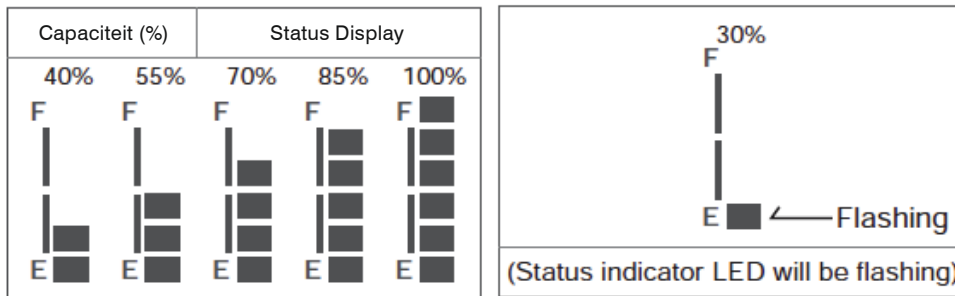 Capaciteit (%) Status Display
40% 55% 70% 85% 100%
F F F F F
E E E E E
30%
F
E Flashing
(Status indicator LED will be flashing)